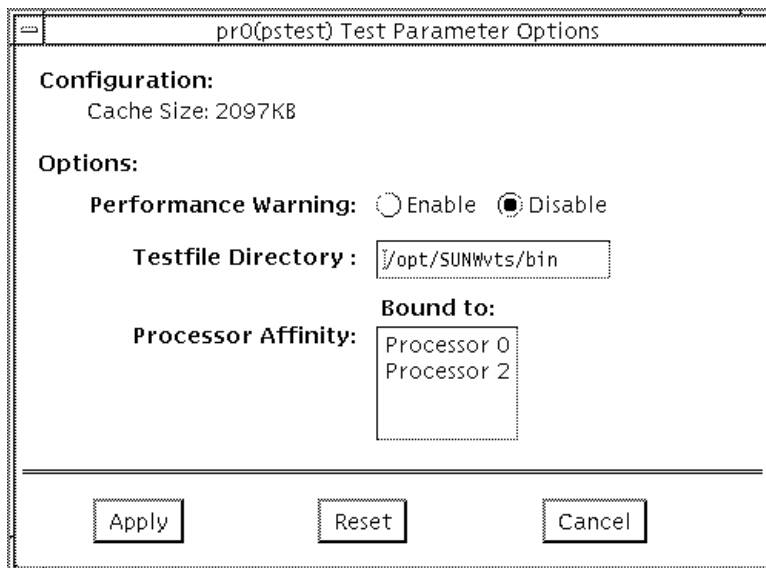 pr0(pstest) Test Parameter Options
Configuration:
Cache Size: 2097KB
Options:
Performance Warning: Enable Disable
Testfile Directory : /opt/SUNWvts/bin
Bound to:
Processor Affinity:
Processor 0
Processor 2
Apply Reset Cancel